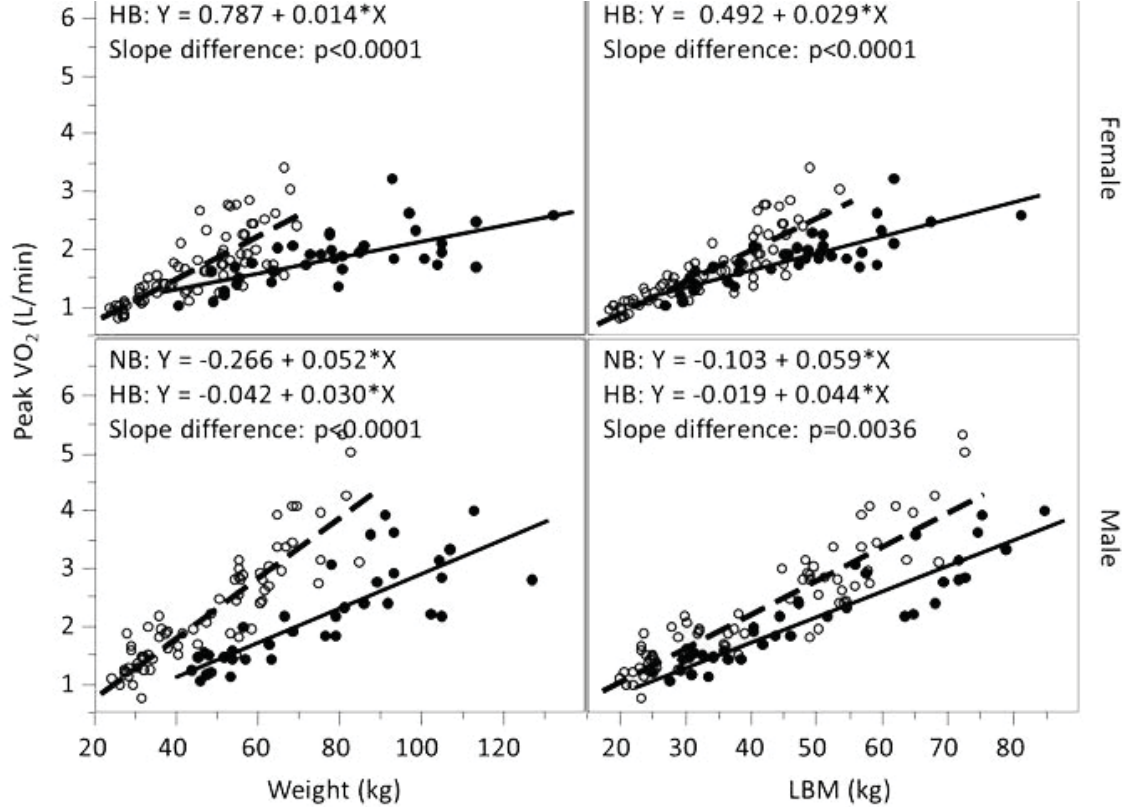 HB: Y = 0.787 + 0.014*X
Slope difference: p<0.0001
HB: Y = 0.492 + 0.029*X
Slope difference: p<0.0001
6
5
4
3
2
1
Female
NB: Y = -0.266 + 0.052*X
HB: Y = -0.042 + 0.030*X
Slope difference: p<0.0001
NB: Y = -0.103 + 0.059*X
HB: Y = -0.019 + 0.044*X
Slope difference: p=0.0036
6
5
4
3
2
1
Male
Peak VO₂ (L/min)
20 40 60 80 100 120
20 30 40 50 60 70 80
Weight (kg)
LBM (kg)